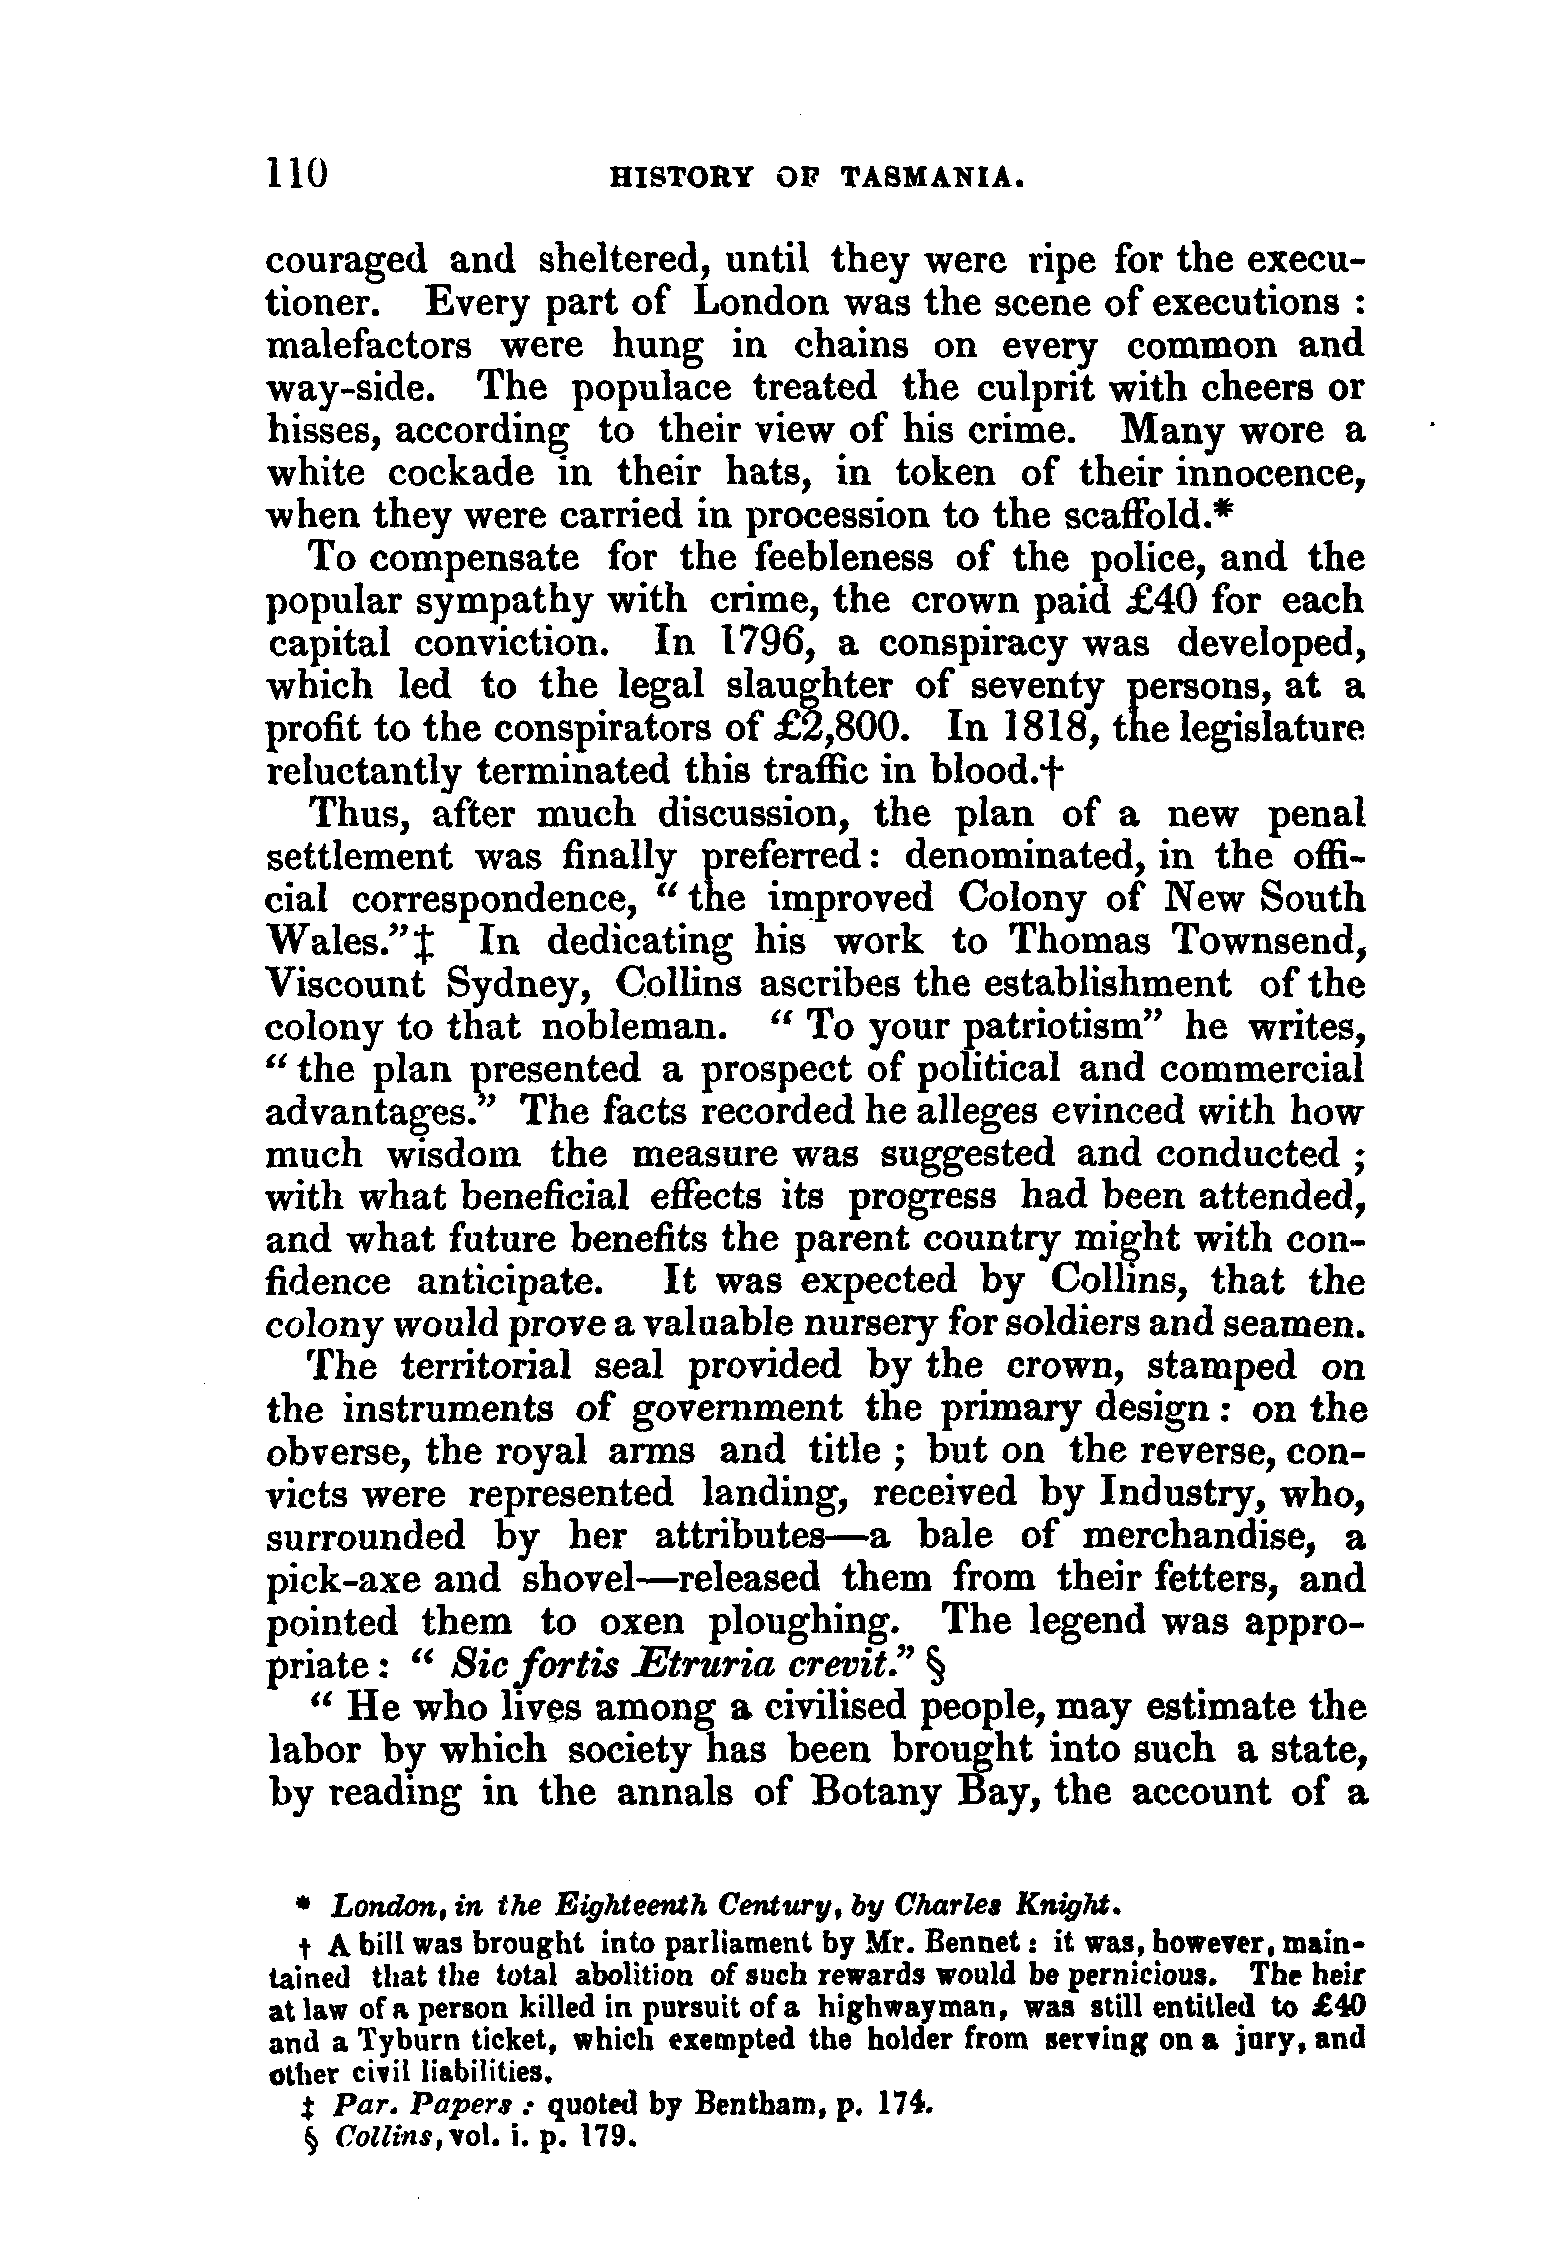 110 HISTORY OF TASMANIA.
couraged and sheltered, until they were ripe for the execu-
tioner. Every part of London was the scene of executions :
malefactors were hung in chains on every common and
way-side. The populace treated the culprit with cheers or
hisses, according to their view of his crime. Many wore a
white cockade in their hats, in token of their innocence,
when they were carried in procession to the scaffold.*
To compensate for the feebleness of the police, and the
popular sympathy with crime, the crown paid £40 for each
capital conviction. In 1796, a conspiracy was developed,
which led to the legal slaughter of seventy persons, at a
profit to the conspirators of £2,800. In 1818, the legislature
reluctantly terminated this traffic in blood.†
Thus, after much discussion, the plan of a new penal
settlement was finally preferred: denominated, in the offi-
cial correspondence, “ the improved Colony of New South
Wales.”‡ In dedicating his work to Thomas Townsend,
Viscount Sydney, Collins ascribes the establishment of the
colony to that nobleman. “ To your patriotism” he writes,
“ the plan presented a prospect of political and commercial
advantages.” The facts recorded he alleges evinced with how
much wisdom the measure was suggested and conducted ;
with what beneficial effects its progress had been attended,
and what future benefits the parent country might with con-
fidence anticipate. It was expected by Collins, that the
colony would prove a valuable nursery for soldiers and seamen.
The territorial seal provided by the crown, stamped on
the instruments of government the primary design : on the
obverse, the royal arms and title ; but on the reverse, con-
victs were represented landing, received by Industry, who,
surrounded by her attributes—a bale of merchandise, a
pick-axe and shovel—released them from their fetters, and
pointed them to oxen ploughing. The legend was appro-
priate : “ Sic fortis Etruria crevit.” §
“ He who lives among a civilised people, may estimate the
labor by which society has been brought into such a state,
by reading in the annals of Botany Bay, the account of a
* London, in the Eighteenth Century, by Charles Knight.
† A bill was brought into parliament by Mr. Bennet : it was, however, main-
tained that the total abolition of such rewards would be pernicious. The heir
at law of a person killed in pursuit of a highwayman, was still entitled to £40
and a Tyburn ticket, which exempted the holder from serving on a jury, and
other civil liabilities.
‡ Par. Papers : quoted by Bentham, p. 174.
§ Collins, vol. i. p. 179.